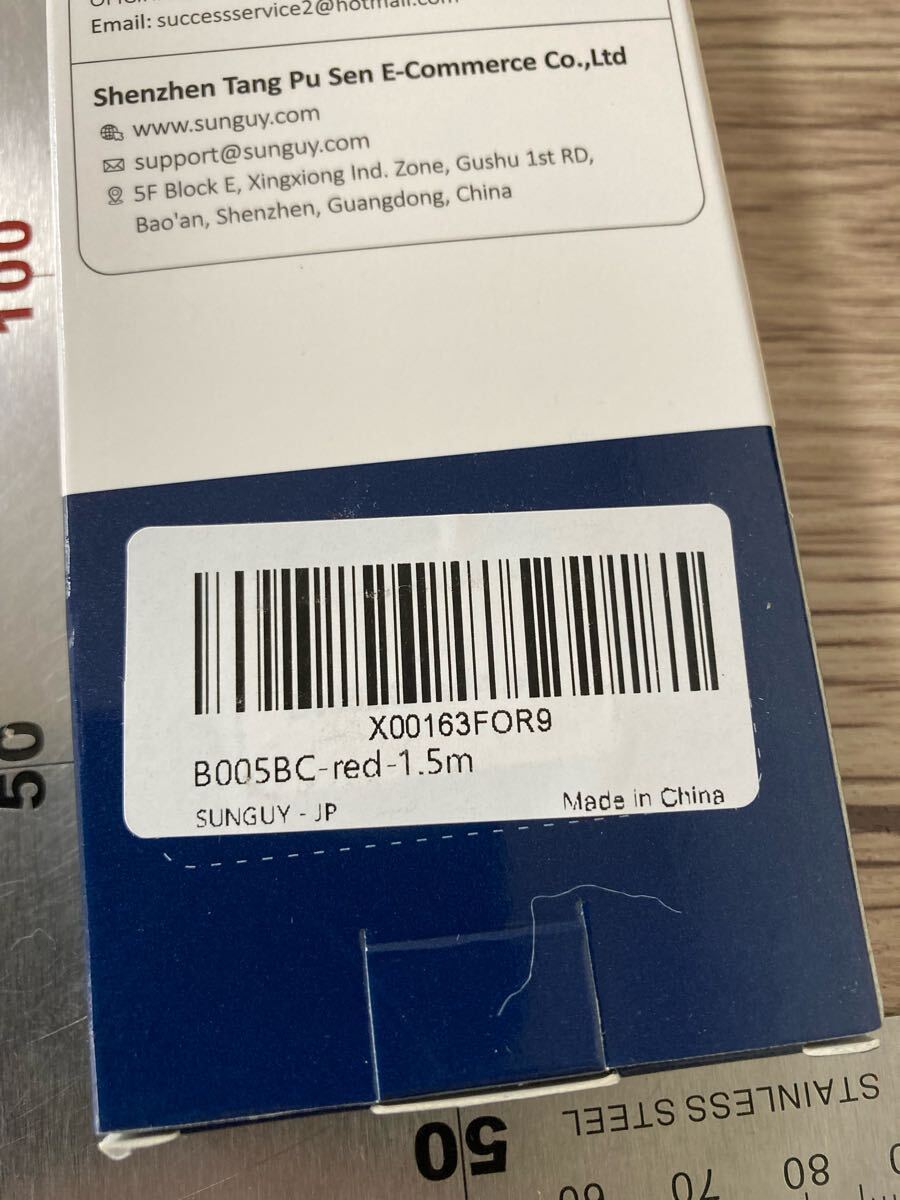 Email: successservice2@hotmail.com
Shenzhen Tang Pu Sen E-Commerce Co.,Ltd
www.sunguy.com
support@sunguy.com
5F Block E, Xingxiong Ind. Zone, Gushu 1st RD,
Bao'an, Shenzhen, Guangdong, China
100
50
X00163FOR9
B005BC-red-1.5m
SUNGUY - JP
Made in China
STAINLESS STEEL
50
70
80